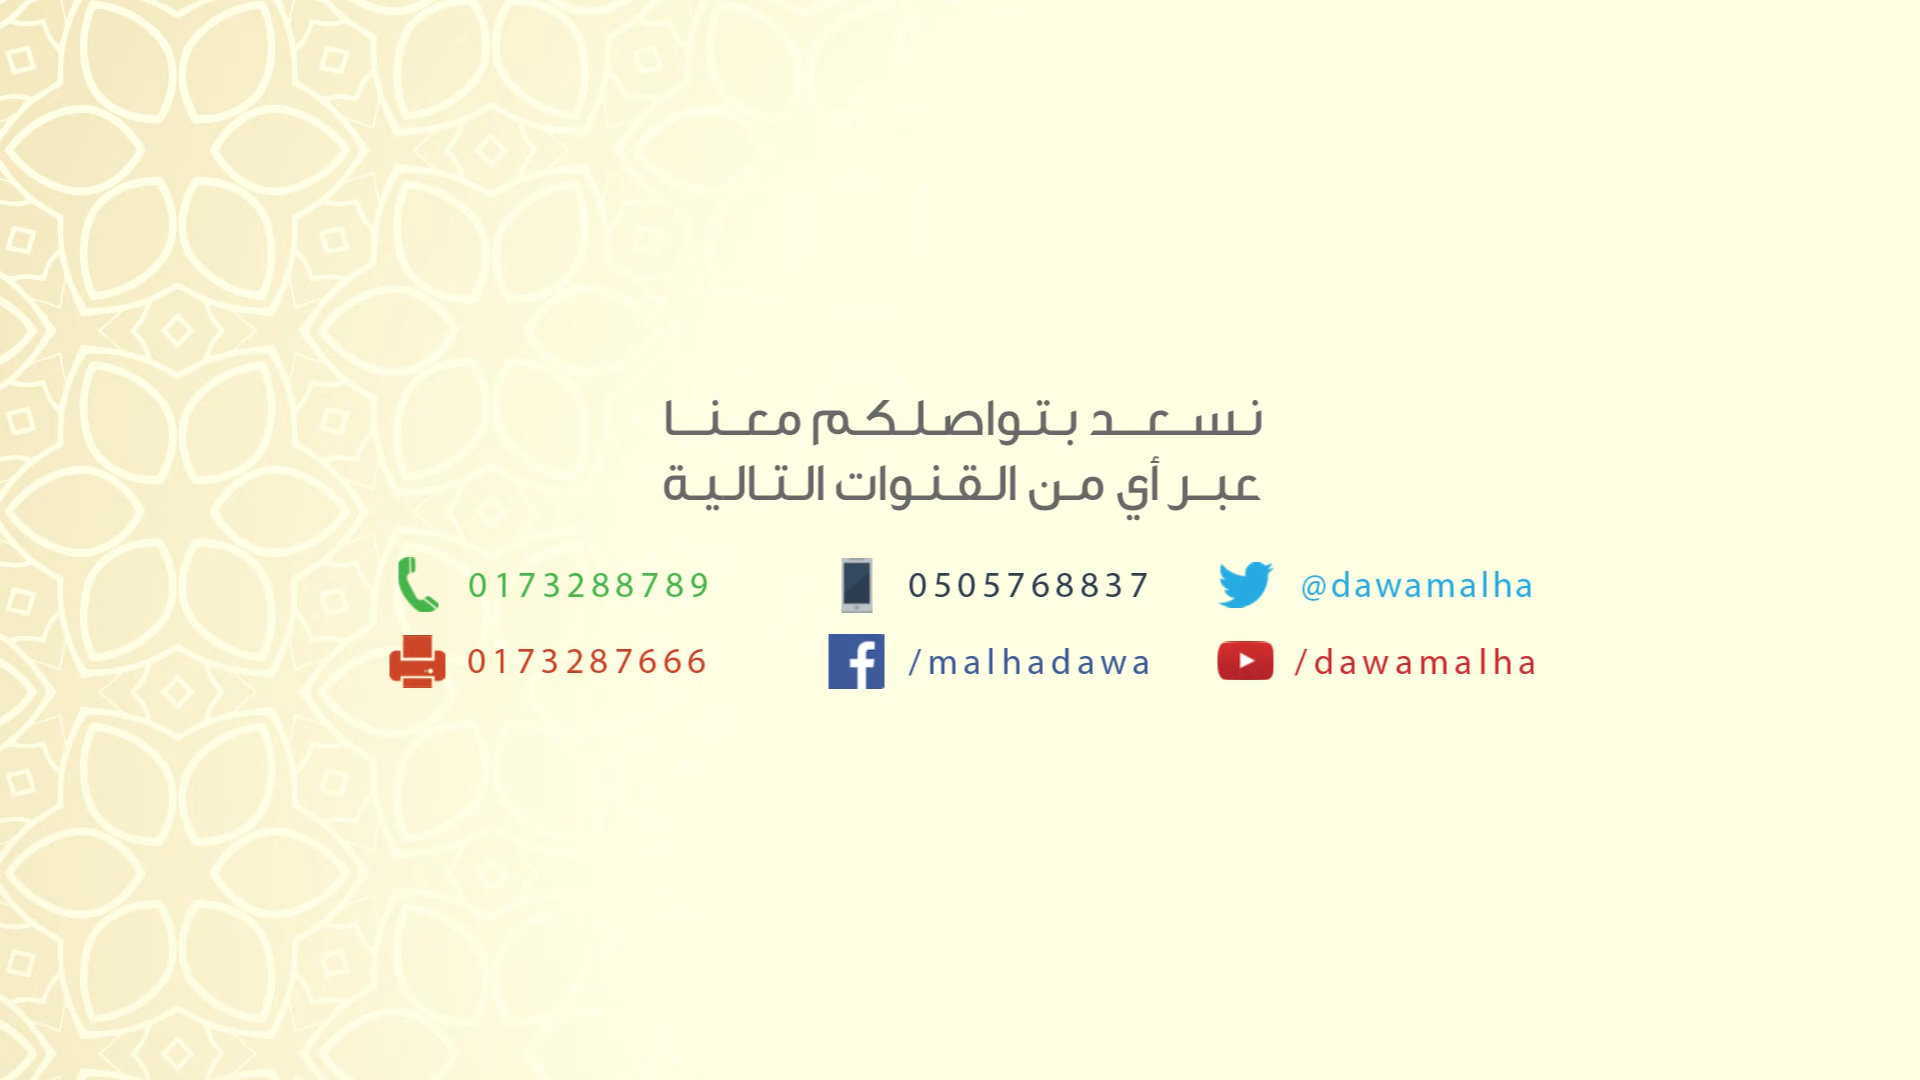 نسعد بتواصلكم معنا
عبر أي من القنوات التالية
0173288789 0505768837 @dawamalha
0173287666 /malhadawa /dawamalha